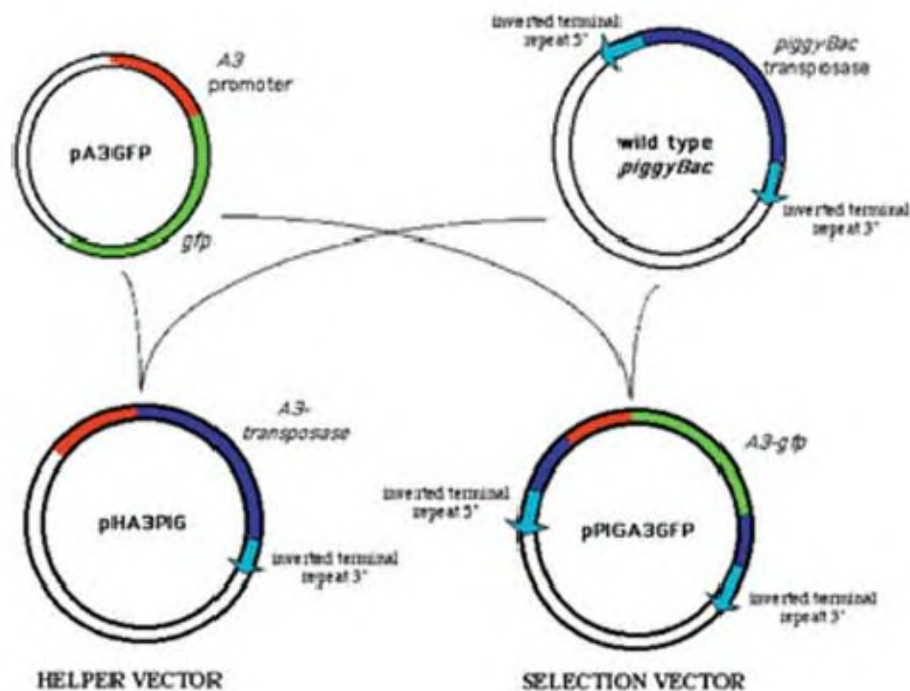 A3
promoter
pA3GFP
gfp
inverted terminal
repeat 5"
piggyBac
transposase
wild type
piggyBac
inverted terminal
repeat 3"
A3-
transposase
pHA3PIG
inverted terminal
repeat 3"
HELPER VECTOR
A3-gfp
inverted terminal
repeat 5"
pPIGA3GFP
inverted terminal
repeat 3"
SELECTION VECTOR